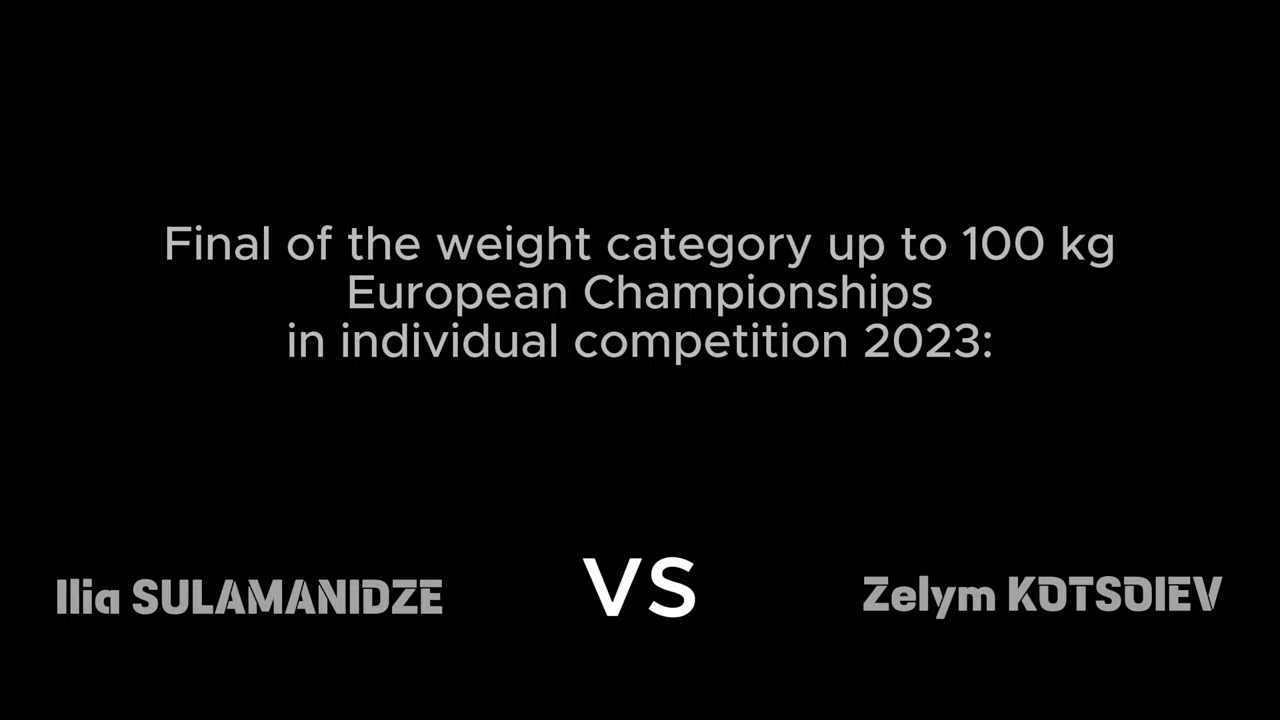 Final of the weight category up to 100 kg
European Championships
in individual competition 2023:
Ilia SULAMANIDZE VS Zelym KOTSOIEV